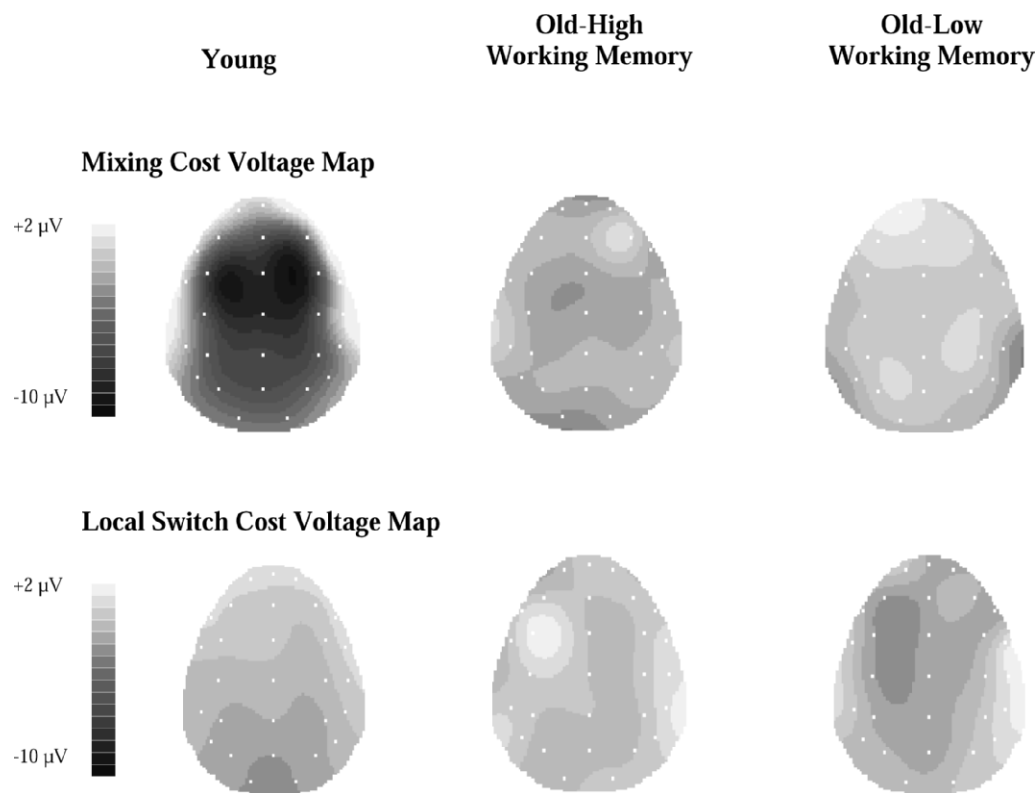 Young
Old-High
Working Memory
Old-Low
Working Memory
Mixing Cost Voltage Map
+2 µV
-10 µV
Local Switch Cost Voltage Map
+2 µV
-10 µV